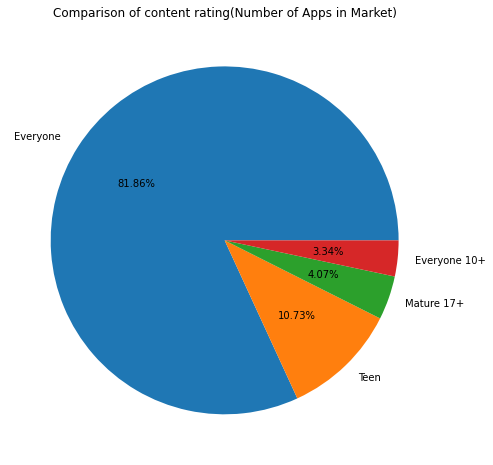 Comparison of content rating(Number of Apps in Market)
Everyone
81.86%
3.34%
Everyone 10+
4.07%
Mature 17+
10.73%
Teen